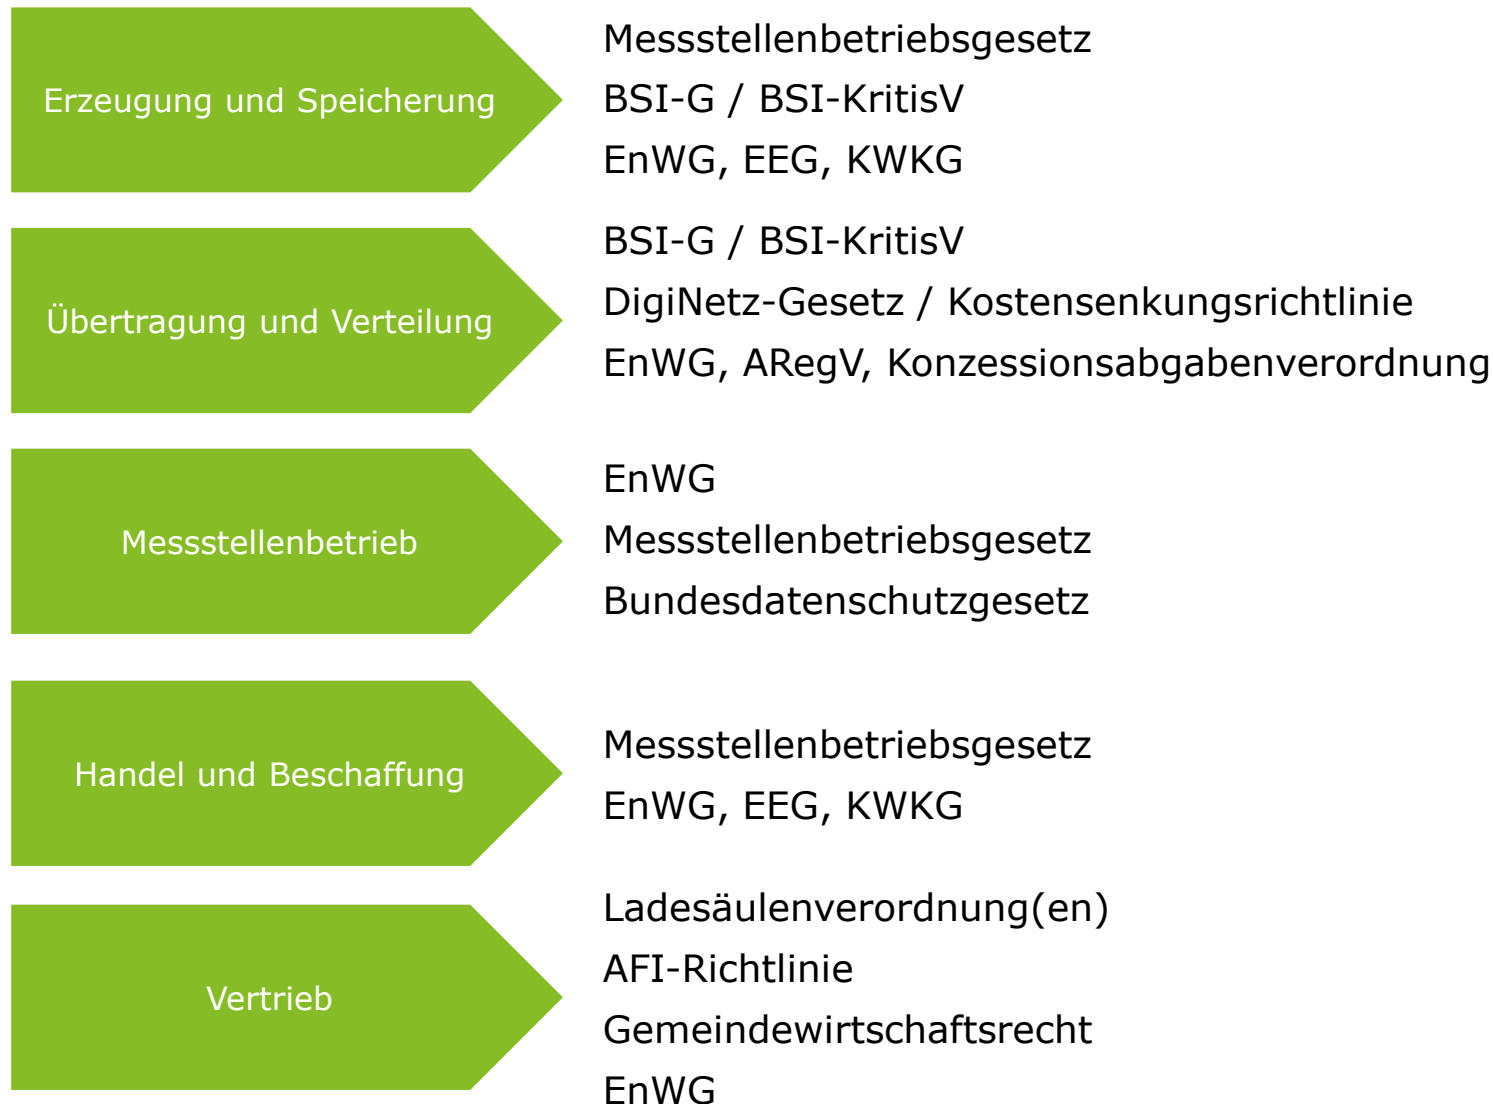 Erzeugung und Speicherung
Messstellenbetriebsgesetz
BSI-G / BSI-KritisV
EnWG, EEG, KWKG
Übertragung und Verteilung
BSI-G / BSI-KritisV
DigiNetz-Gesetz / Kostensenkungsrichtlinie
EnWG, ARegV, Konzessionsabgabenverordnung
Messstellenbetrieb
EnWG
Messstellenbetriebsgesetz
Bundesdatenschutzgesetz
Handel und Beschaffung
Messstellenbetriebsgesetz
EnWG, EEG, KWKG
Vertrieb
Ladesäulenverordnung(en)
AFI-Richtlinie
Gemeindewirtschaftsrecht
EnWG